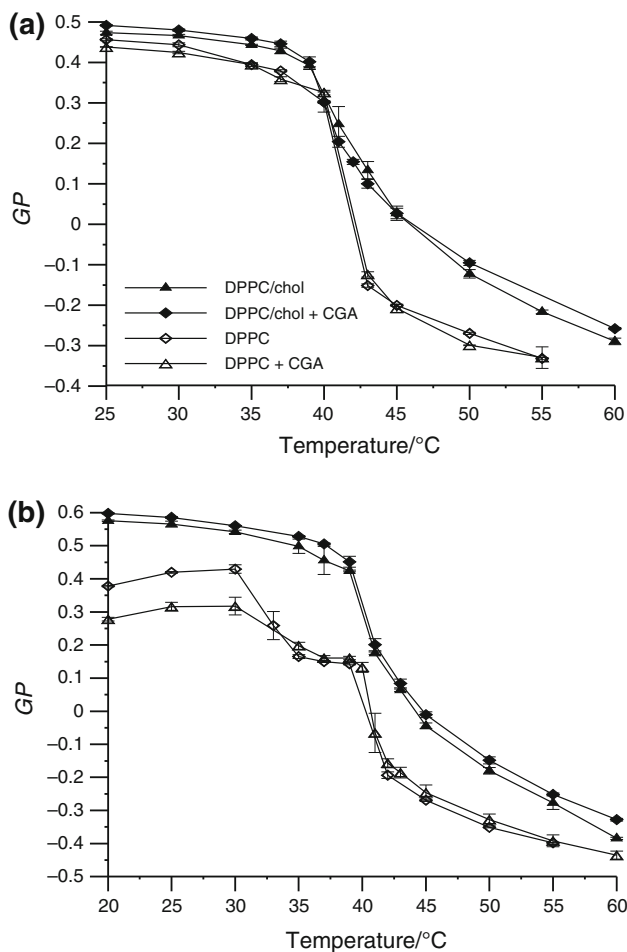 (a)
0.5
0.4
0.3
0.2
0.1
0
−0.1
−0.2
−0.3
−0.4
GP
DPPC/chol
DPPC/chol + CGA
DPPC
DPPC + CGA
25 30 35 40 45 50 55 60
Temperature/°C
(b)
0.6
0.5
0.4
0.3
0.2
0.1
0
−0.1
−0.2
−0.3
−0.4
−0.5
GP
20 25 30 35 40 45 50 55 60
Temperature/°C